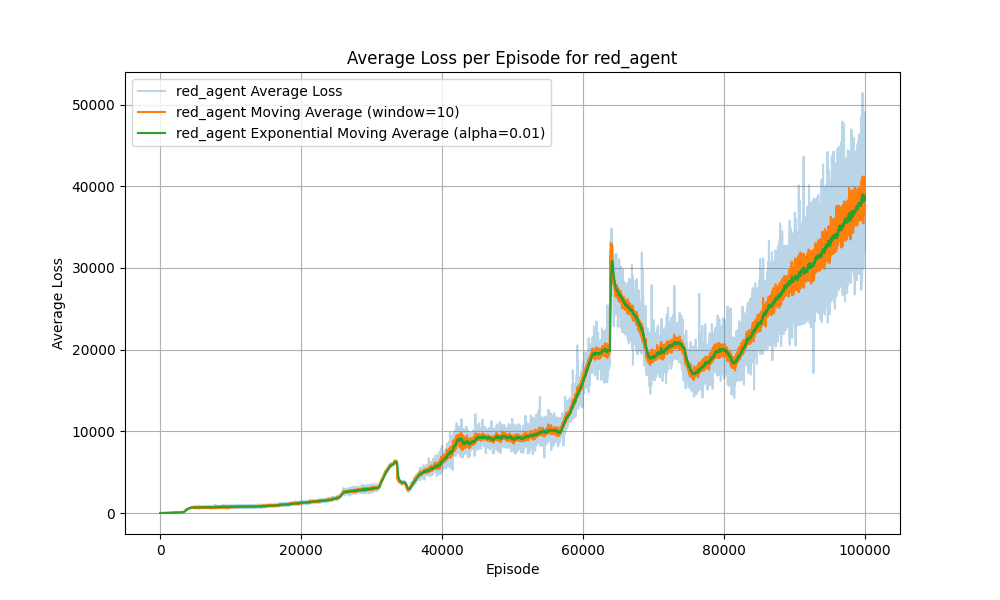 Average Loss per Episode for red_agent
red_agent Average Loss
red_agent Moving Average (window=10)
red_agent Exponential Moving Average (alpha=0.01)
Average Loss
50000
40000
30000
20000
10000
0
0 20000 40000 60000 80000 100000
Episode